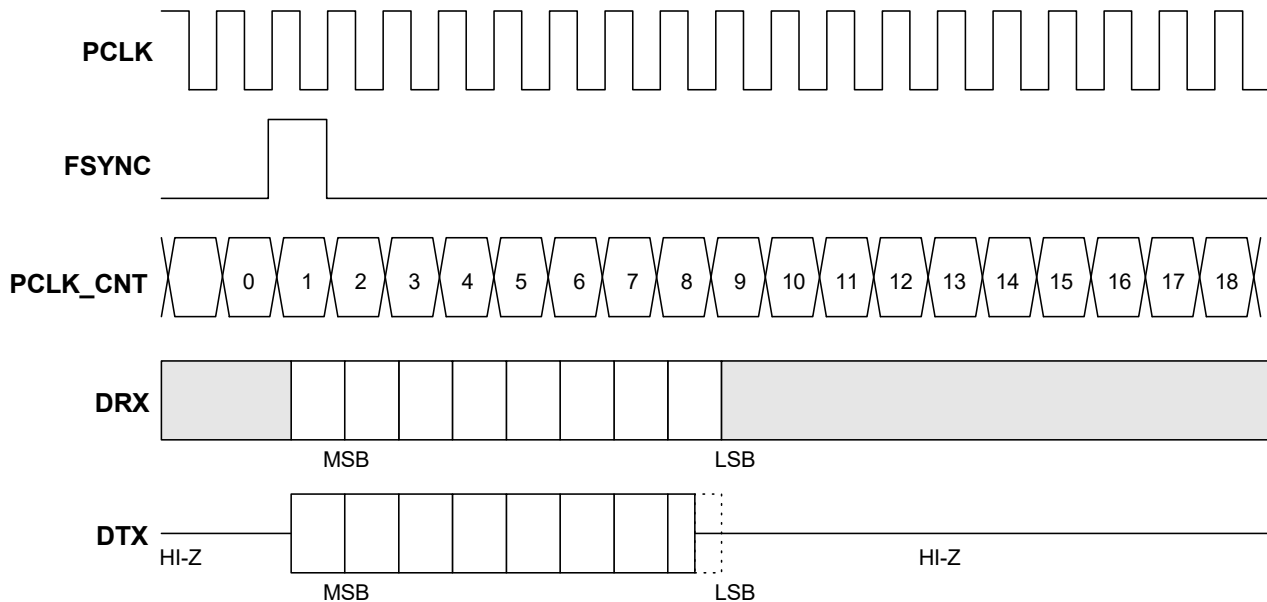 PCLK
FSYNC
PCLK_CNT 0 1 2 3 4 5 6 7 8 9 10 11 12 13 14 15 16 17 18
DRX
MSB LSB
DTX
HI-Z HI-Z
MSB LSB